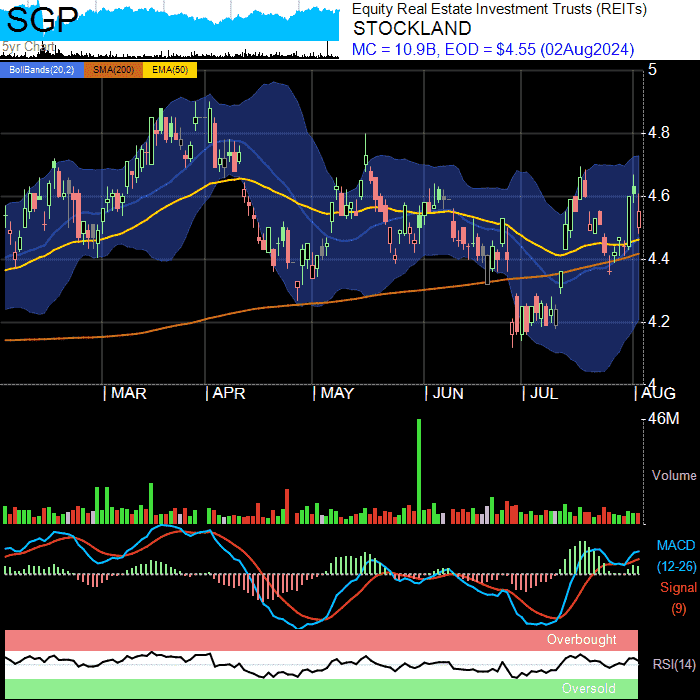 SGP
5yr Chart
Equity Real Estate Investment Trusts (REITs)
STOCKLAND
MC = 10.9B, EOD = $4.55 (02Aug2024)
BollBands(20,2) SMA(200) EMA(50)
5
4.8
4.6
4.4
4.2
4
MAR APR MAY JUN JUL AUG
46M
Volume
MACD
(12-26)
Signal
(9)
Overbought
RSI(14)
Oversold